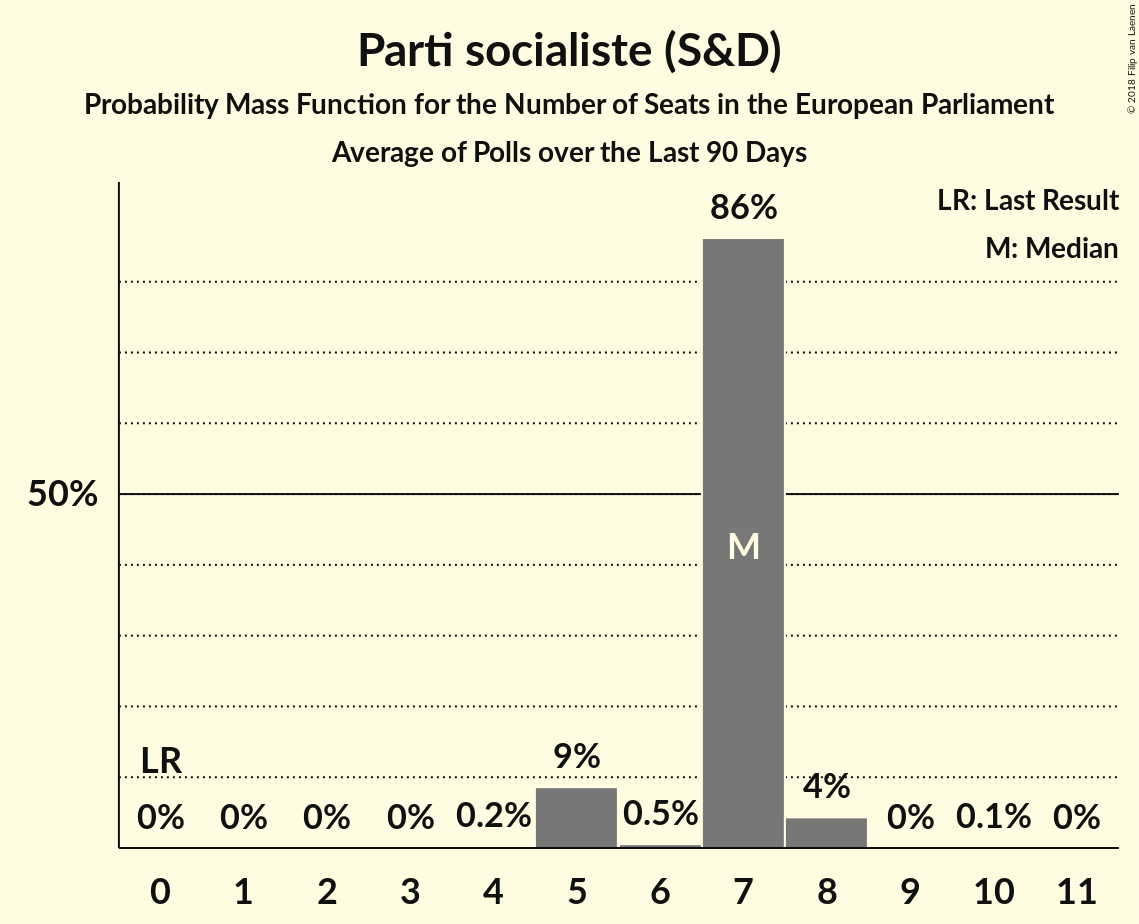 Parti socialiste (S&D)
Probability Mass Function for the Number of Seats in the European Parliament
Average of Polls over the Last 90 Days
© 2018 Filip van Laenen
LR: Last Result
M: Median
86%
50%
M
LR
9%
4%
0% 0% 0% 0% 0.2% 0.5% 0% 0.1% 0%
0 1 2 3 4 5 6 7 8 9 10 11